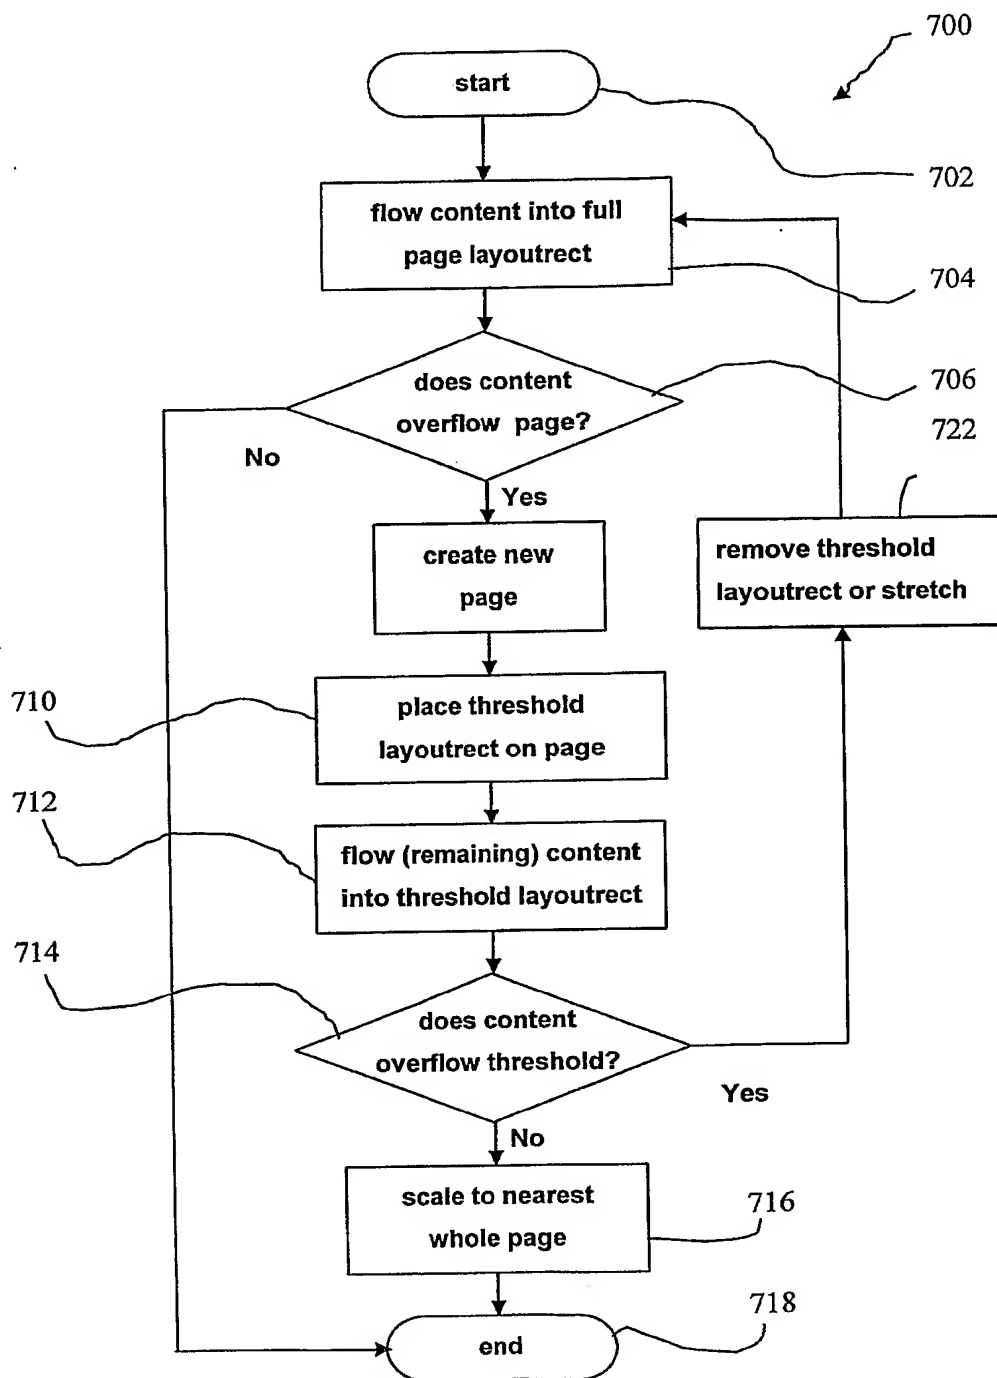 700
start
702
flow content into full
page layoutrect
704
does content
overflow page?
706
722
No
Yes
create new
page
remove threshold
layoutrect or stretch
710
place threshold
layoutrect on page
712
flow (remaining) content
into threshold layoutrect
714
does content
overflow threshold?
Yes
No
scale to nearest
whole page
716
718
end